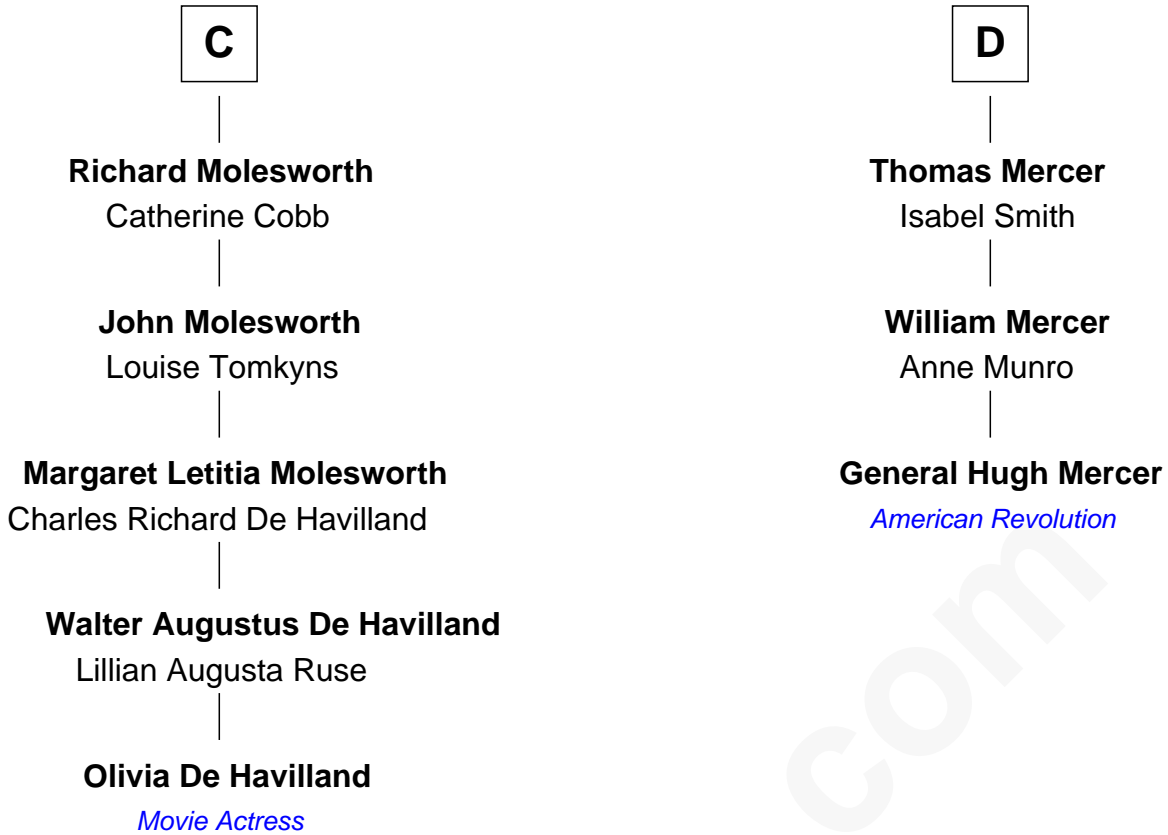 C
Richard Molesworth
Catherine Cobb
John Molesworth
Louise Tomkyns
Margaret Letitia Molesworth
Charles Richard De Havilland
Walter Augustus De Havilland
Lillian Augusta Ruse
Olivia De Havilland
Movie Actress
D
Thomas Mercer
Isabel Smith
William Mercer
Anne Munro
General Hugh Mercer
American Revolution
com